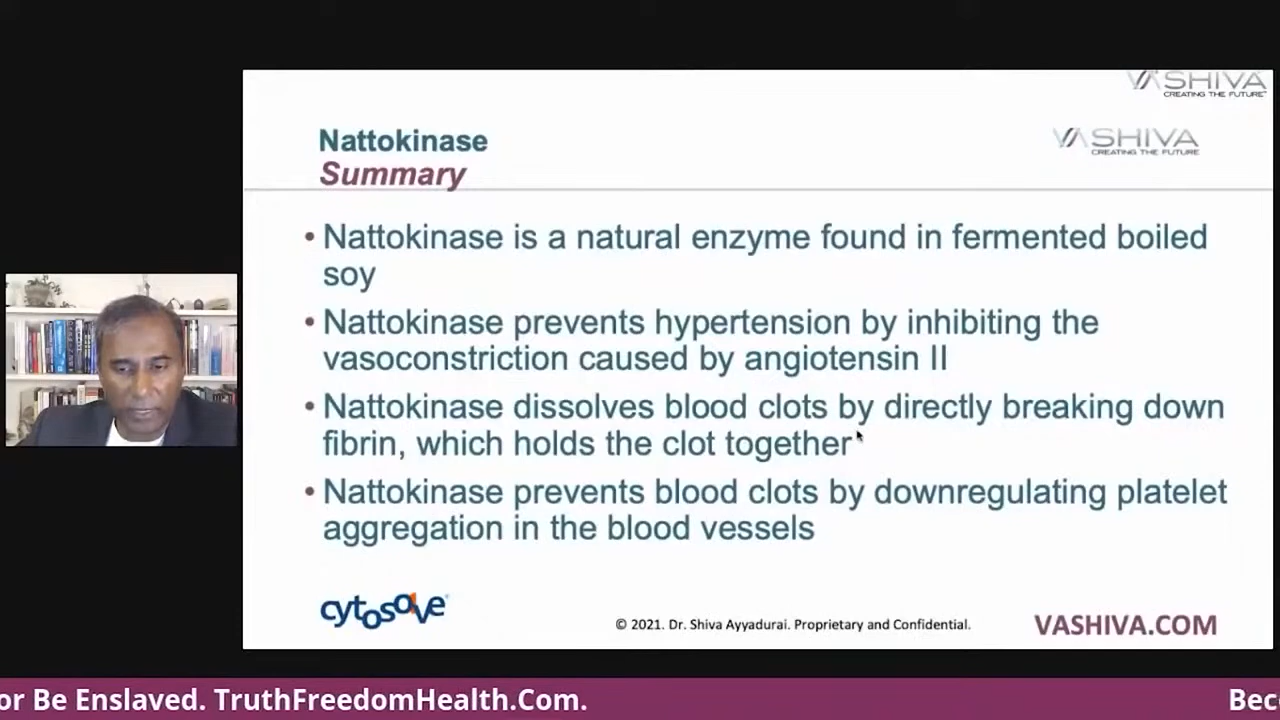 VASHIVA
CREATING THE FUTURE™
Nattokinase
VASHIVA
CREATING THE FUTURE
Summary
• Nattokinase is a natural enzyme found in fermented boiled
soy
• Nattokinase prevents hypertension by inhibiting the
vasoconstriction caused by angiotensin II
• Nattokinase dissolves blood clots by directly breaking down
fibrin, which holds the clot together
• Nattokinase prevents blood clots by downregulating platelet
aggregation in the blood vessels
cytosolve
© 2021. Dr. Shiva Ayyadurai. Proprietary and Confidential.
VASHIVA.COM
or Be Enslaved. TruthFreedomHealth.Com. Bec